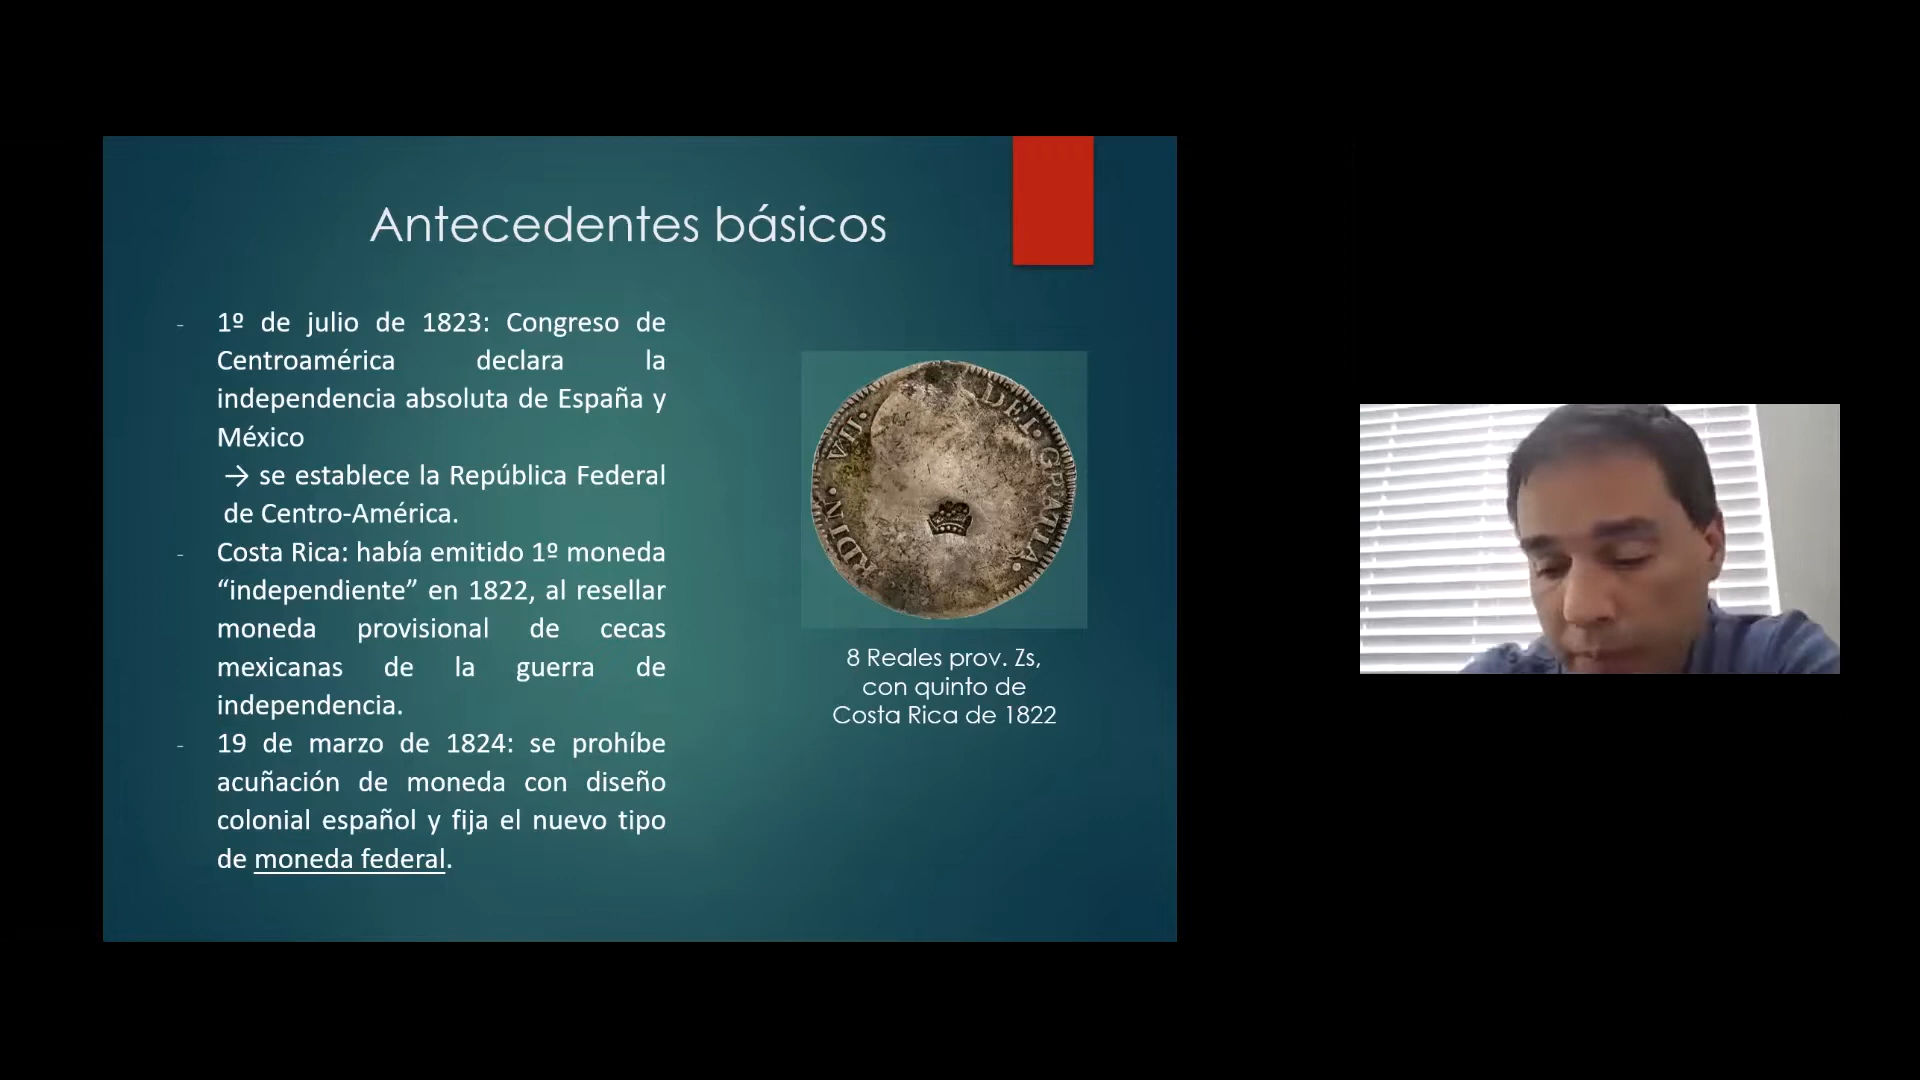 Antecedentes básicos
- 1º de julio de 1823: Congreso de
Centroamérica declara la
independencia absoluta de España y
México
→ se establece la República Federal
de Centro-América.
- Costa Rica: había emitido 1º moneda
“independiente” en 1822, al resellar
moneda provisional de cecas
mexicanas de la guerra de
independencia.
- 19 de marzo de 1824: se prohíbe
acuñación de moneda con diseño
colonial español y fija el nuevo tipo
de moneda federal.
RDIN· VII· DEI· GRATIA·
8 Reales prov. Zs,
con quinto de
Costa Rica de 1822